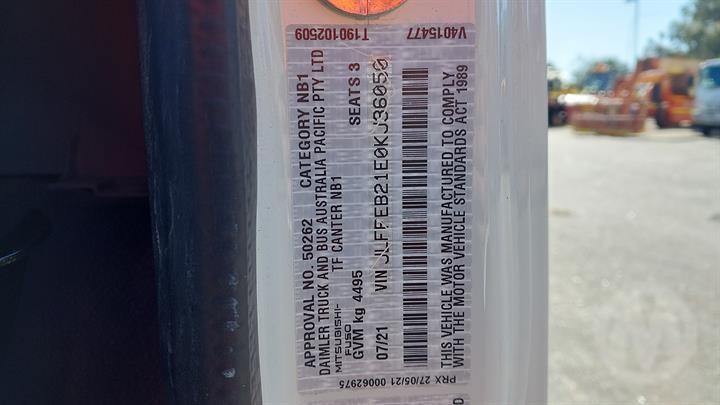 APPROVAL NO. 50262 CATEGORY NB1
DAIMLER TRUCK AND BUS AUSTRALIA PACIFIC PTY LTD
MITSUBISHI-FUSO TF CANTER NB1
GVM kg 4495 SEATS 3
07/21 VIN JLFFEB21E0KJ36050
THIS VEHICLE WAS MANUFACTURED TO COMPLY
WITH THE MOTOR VEHICLE STANDARDS ACT 1989
PRX 27/05/21 00062975
T190102509
V4015477